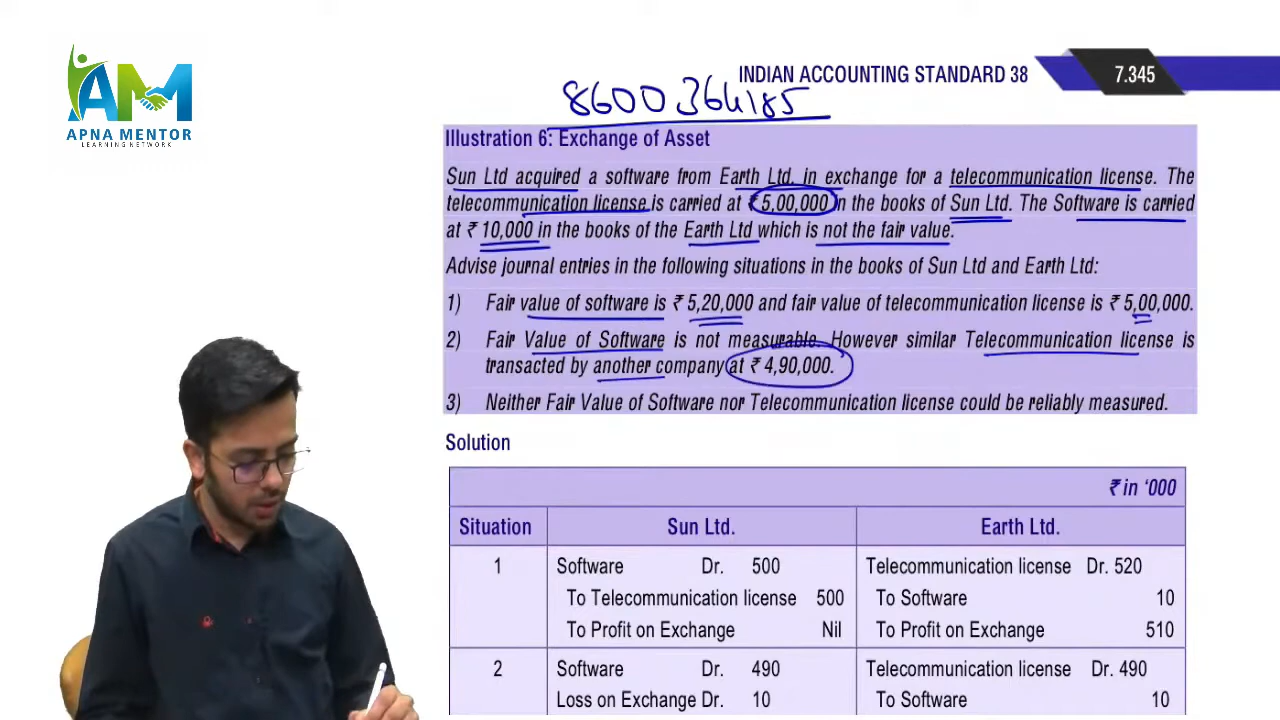 AM
APNA MENTOR
LEARNING NETWORK
INDIAN ACCOUNTING STANDARD 38
7.345
8600364185
Illustration 6: Exchange of Asset
Sun Ltd acquired a software from Earth Ltd. in exchange for a telecommunication license. The
telecommunication license is carried at ₹ 5,00,000 in the books of Sun Ltd. The Software is carried
at ₹ 10,000 in the books of the Earth Ltd which is not the fair value.
Advise journal entries in the following situations in the books of Sun Ltd and Earth Ltd:
1) Fair value of software is ₹ 5,20,000 and fair value of telecommunication license is ₹ 5,00,000.
2) Fair Value of Software is not measurable. However similar Telecommunication license is
transacted by another company at ₹ 4,90,000.
3) Neither Fair Value of Software nor Telecommunication license could be reliably measured.
Solution
₹ in ‘000
Situation Sun Ltd. Earth Ltd.
1 Software Dr. 500 Telecommunication license Dr. 520
To Telecommunication license 500 To Software 10
To Profit on Exchange Nil To Profit on Exchange 510
2 Software Dr. 490 Telecommunication license Dr. 490
Loss on Exchange Dr. 10 To Software 10